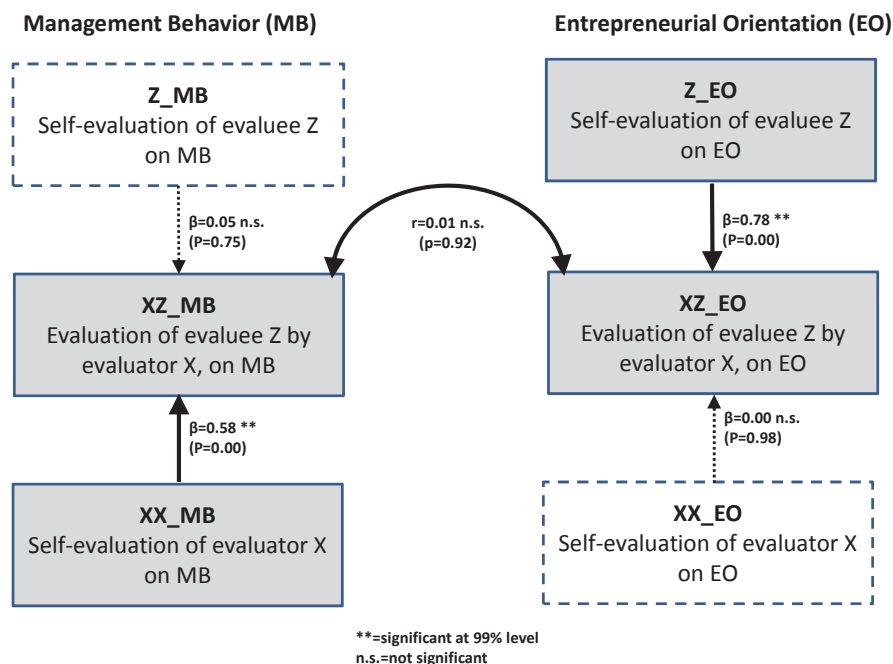 Management Behavior (MB)
Entrepreneurial Orientation (EO)
Z_MB
Self-evaluation of evaluee Z
on MB
Z_EO
Self-evaluation of evaluee Z
on EO
β=0.05 n.s.
(P=0.75)
r=0.01 n.s.
(p=0.92)
β=0.78 **
(P=0.00)
XZ_MB
Evaluation of evaluee Z by
evaluator X, on MB
XZ_EO
Evaluation of evaluee Z by
evaluator X, on EO
β=0.58 **
(P=0.00)
β=0.00 n.s.
(P=0.98)
XX_MB
Self-evaluation of evaluator X
on MB
XX_EO
Self-evaluation of evaluator X
on EO
**=significant at 99% level
n.s.=not significant